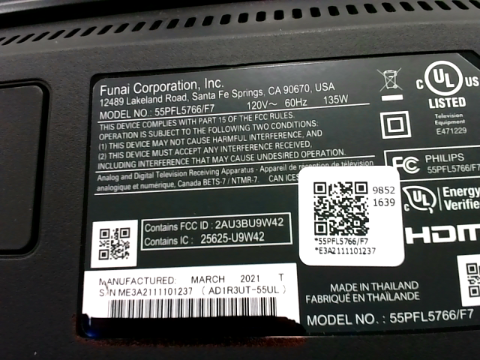 Funai Corporation, Inc.
12489 Lakeland Road, Santa Fe Springs, CA 90670, USA
MODEL NO : 55PFL5766/F7 120V~ 60Hz 135W
THIS DEVICE COMPLIES WITH PART 15 OF THE FCC RULES.
OPERATION IS SUBJECT TO THE FOLLOWING TWO CONDITIONS:
(1) THIS DEVICE MAY NOT CAUSE HARMFUL INTERFERENCE, AND
(2) THIS DEVICE MUST ACCEPT ANY INTERFERENCE RECEIVED,
INCLUDING INTERFERENCE THAT MAY CAUSE UNDESIRED OPERATION.
Analog and Digital Television Receiving Apparatus - Appareil de réception de télévision
analogique et numérique, Canada BETS-7 / NTMR-7. CAN ICES
c UL US
LISTED
Television
Equipment
E471229
FC PHILIPS
55PFL5766/F7
UL Energy
Verifie
HDMI
9852
1639
*55PFL5766/F7
*E3A2111101237
Contains FCC ID : 2AU3BU9W42
Contains IC : 25625-U9W42
MANUFACTURED: MARCH 2021 T
S/N ME3A2111101237 ( AD1R3UT-55UL )
MADE IN THAILAND
FABRIQUÉ EN THAÏLANDE
MODEL NO. : 55PFL5766/F7